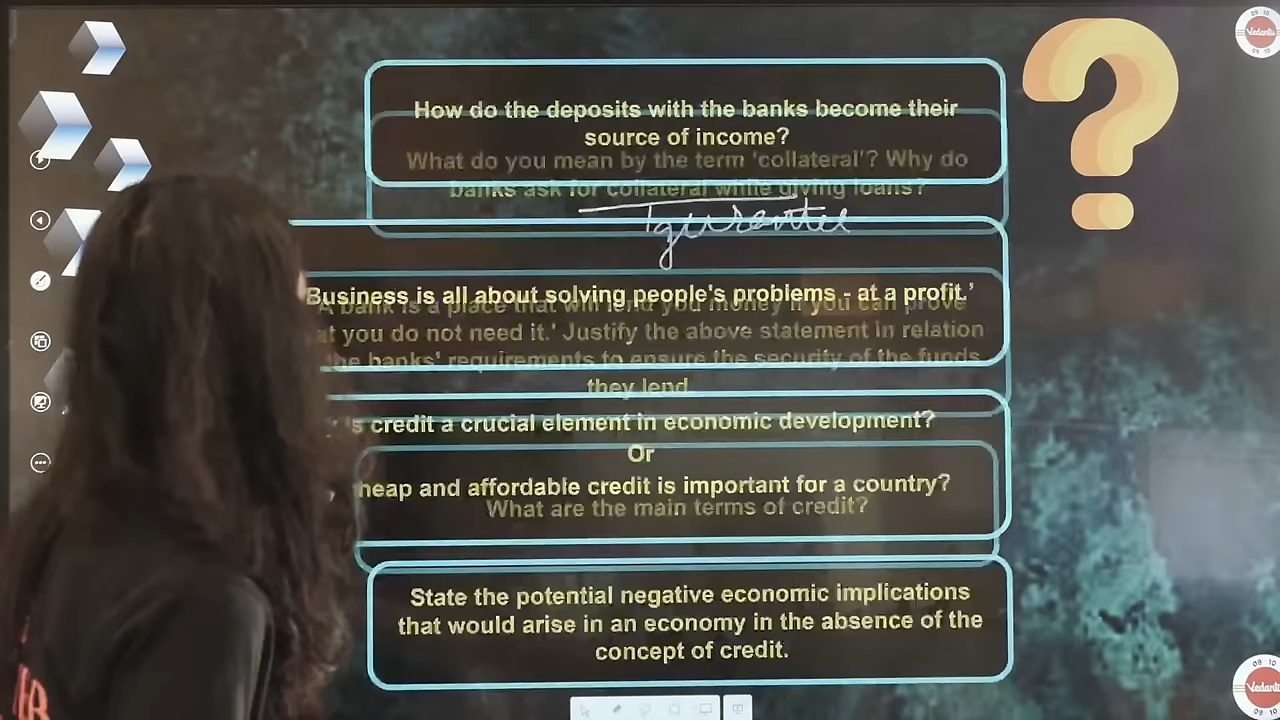 How do the deposits with the banks become their
source of income?
What do you mean by the term 'collateral'? Why do
banks ask for collateral while giving loans?
guarantee
Business is all about solving people's problems - at a profit.'
'A bank is a place that will lend you money if you can prove
at you do not need it.' Justify the above statement in relation
the banks' requirements to ensure the security of the funds
they lend.
s credit a crucial element in economic development?
Or
heap and affordable credit is important for a country?
What are the main terms of credit?
State the potential negative economic implications
that would arise in an economy in the absence of the
concept of credit.
Vedantu
Vedantu